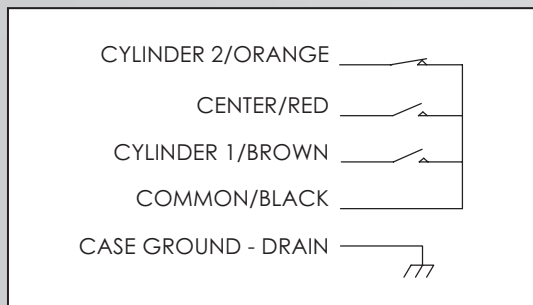 CYLINDER 2/ORANGE
CENTER/RED
CYLINDER 1/BROWN
COMMON/BLACK
CASE GROUND - DRAIN